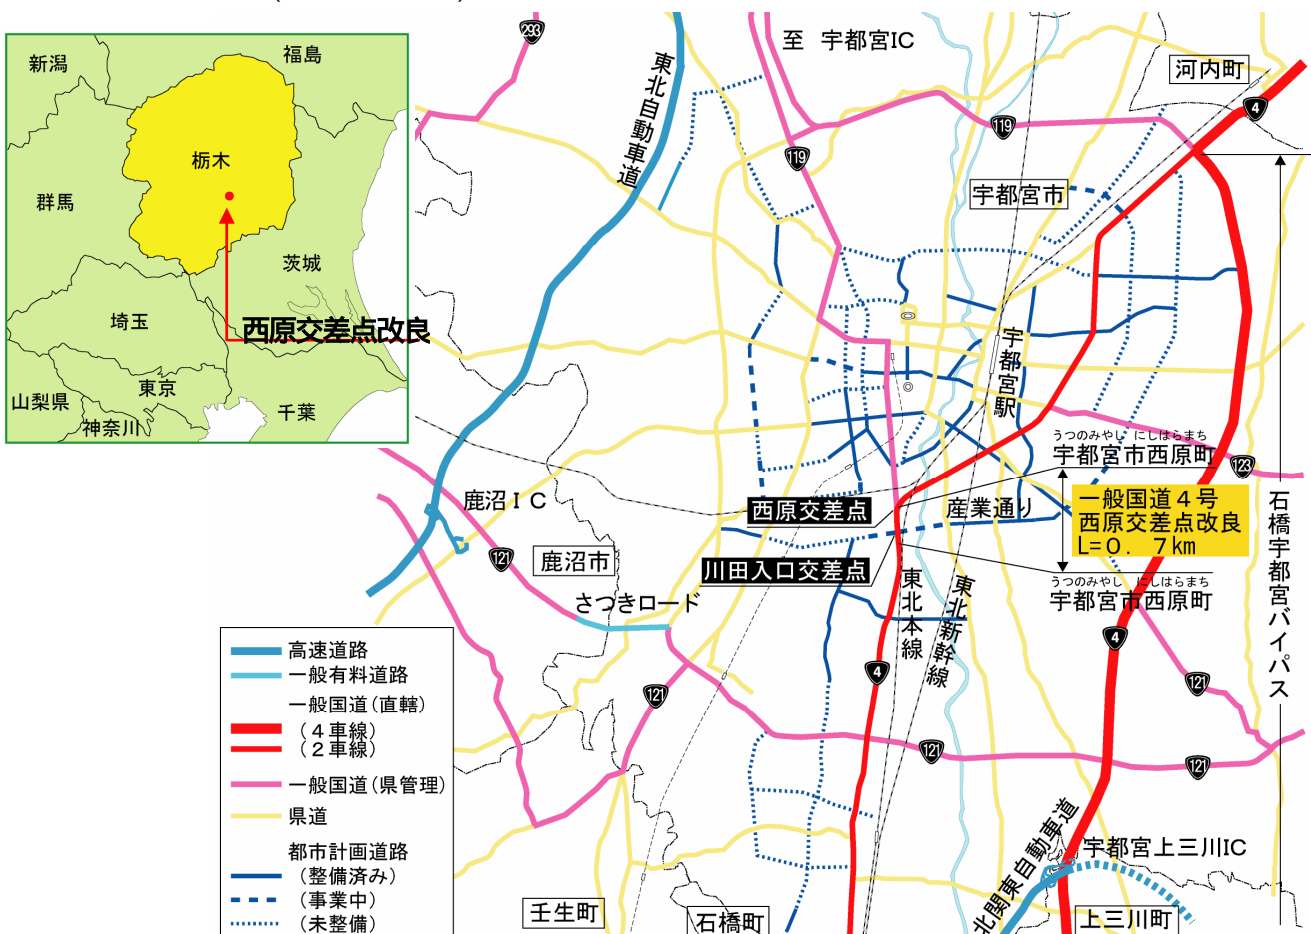 新潟
福島
栃木
群馬
茨城
埼玉
西原交差点改良
東京
山梨県
神奈川
千葉
293
東北自動車道
至 宇都宮IC
河内町
4
119
119
宇都宮市
宇都宮駅
うつのみやし にしはらまち
宇都宮市西原町
123
鹿沼IC
西原交差点
産業通り
一般国道4号
西原交差点改良
L=0.7km
石橋宇都宮バイパス
121
鹿沼市
川田入口交差点
うつのみやし にしはらまち
宇都宮市西原町
さつきロード
東北本線
東北新幹線
4
4
121
121
121
121
高速道路
一般有料道路
一般国道(直轄)
(4車線)
(2車線)
一般国道(県管理)
県道
都市計画道路
(整備済み)
(事業中)
(未整備)
北関東自動車道
宇都宮上三川IC
壬生町
石橋町
上三川町